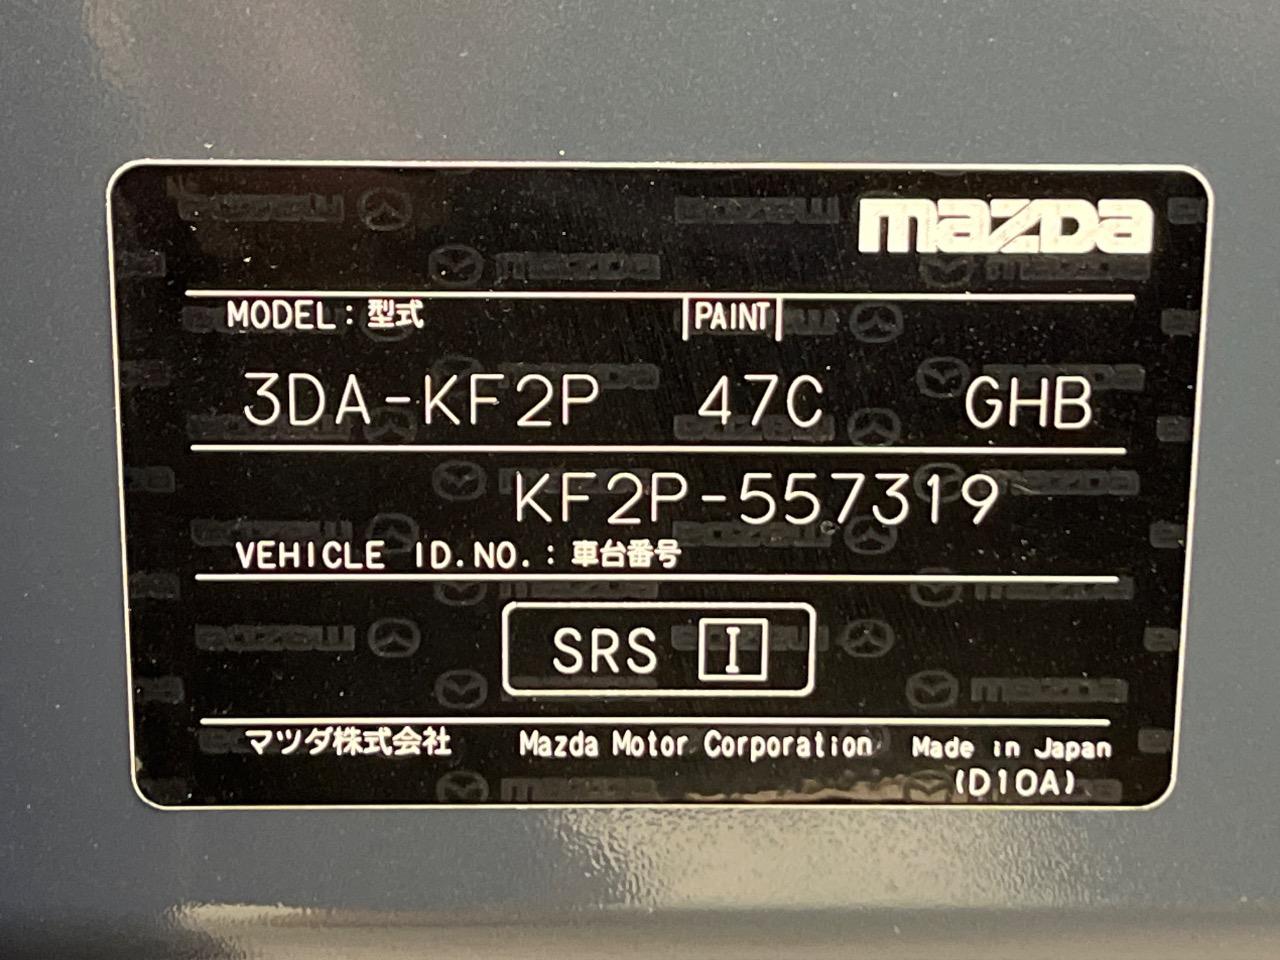 mazda
MODEL : 型式 PAINT
3DA-KF2P 47C GHB
KF2P-557319
VEHICLE ID.NO. : 車台番号
SRS I
マツダ株式会社 Mazda Motor Corporation Made in Japan
(D10A)